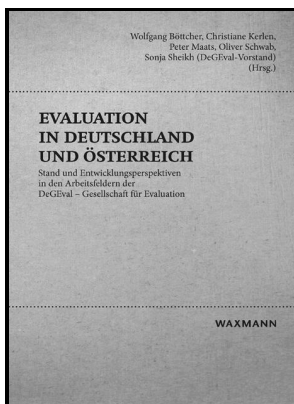 Wolfgang Böttcher, Christiane Kerlen,
Peter Maats, Oliver Schwab,
Sonja Sheikh (DeGEval-Vorstand)
(Hrsg.)
EVALUATION
IN DEUTSCHLAND
UND ÖSTERREICH
Stand und Entwicklungsperspektiven
in den Arbeitsfeldern der
DeGEval – Gesellschaft für Evaluation
WAXMANN